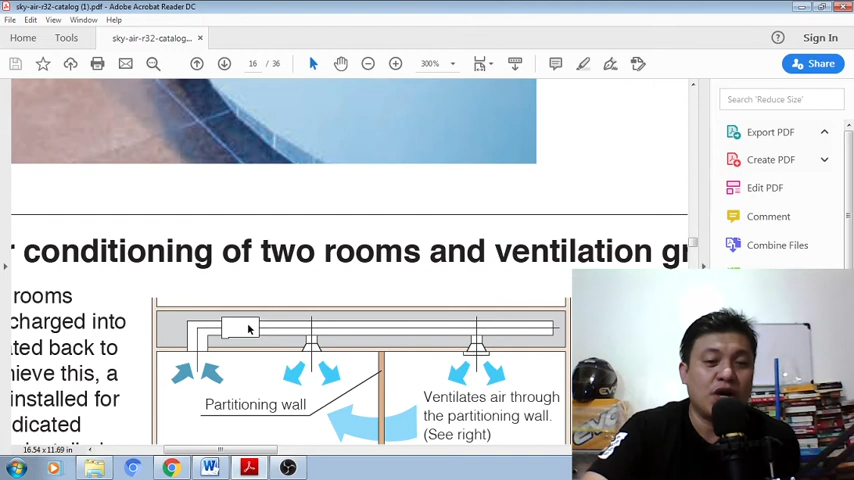 sky-air-r32-catalog (1).pdf - Adobe Acrobat Reader DC
File Edit View Window Help
Home Tools sky-air-r32-catalog... × Sign In
16 / 36 300% Share
Search 'Reduce Size'
Export PDF
Create PDF
Edit PDF
Comment
Combine Files
r conditioning of two rooms and ventilation gr
rooms
charged into
ated back to
hieve this, a
installed for
dicated
Partitioning wall
Ventilates air through
the partitioning wall.
(See right)
16.54 x 11.69 in